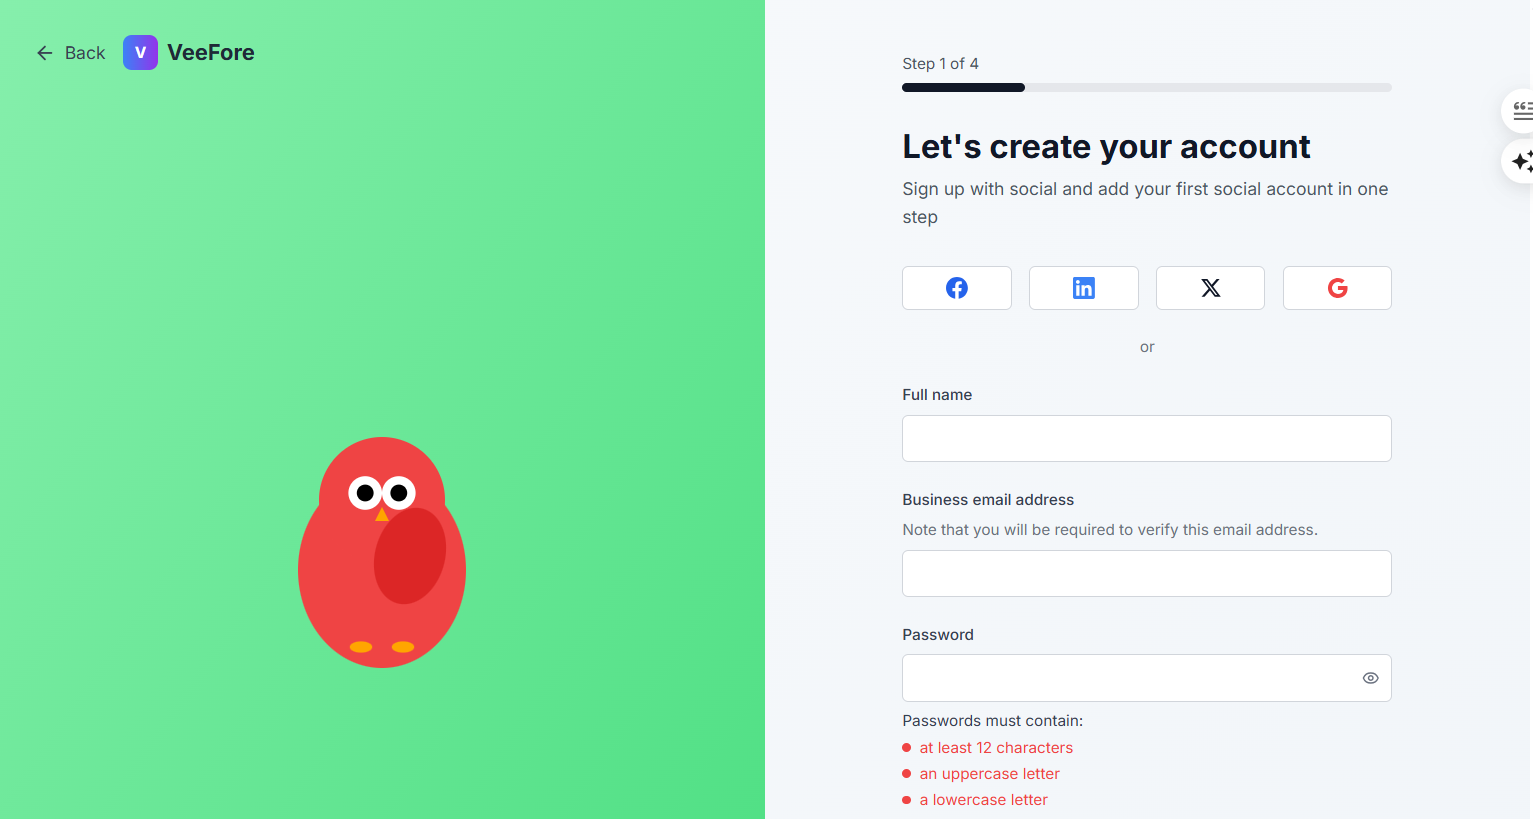 Back
V
VeeFore
Step 1 of 4
Let's create your account
Sign up with social and add your first social account in one
step
or
Full name
Business email address
Note that you will be required to verify this email address.
Password
Passwords must contain:
at least 12 characters
an uppercase letter
a lowercase letter